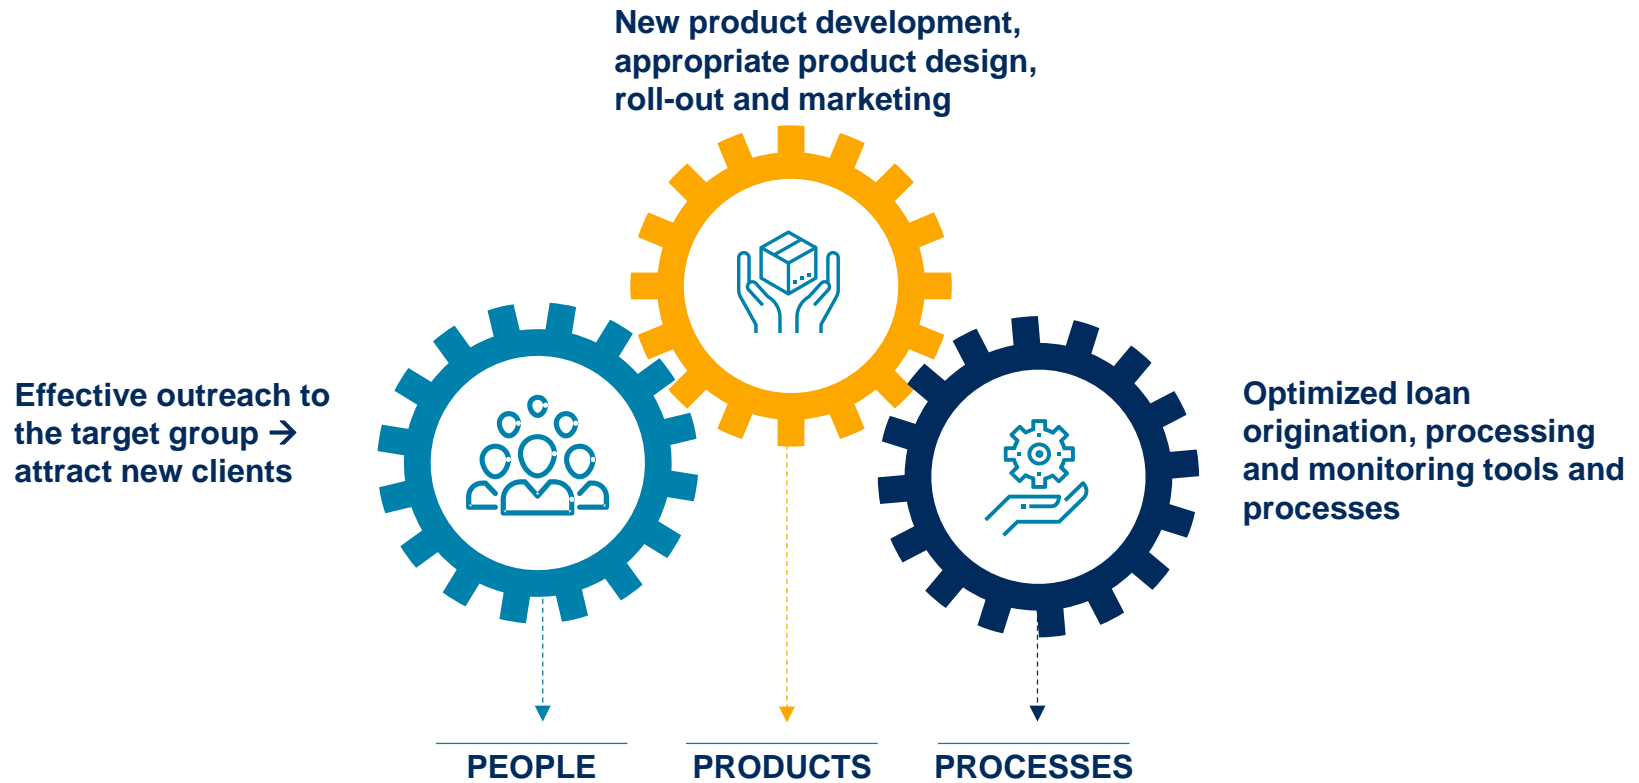 New product development,
appropriate product design,
roll-out and marketing
Effective outreach to
the target group →
attract new clients
Optimized loan
origination, processing
and monitoring tools and
processes
PEOPLE
PRODUCTS
PROCESSES